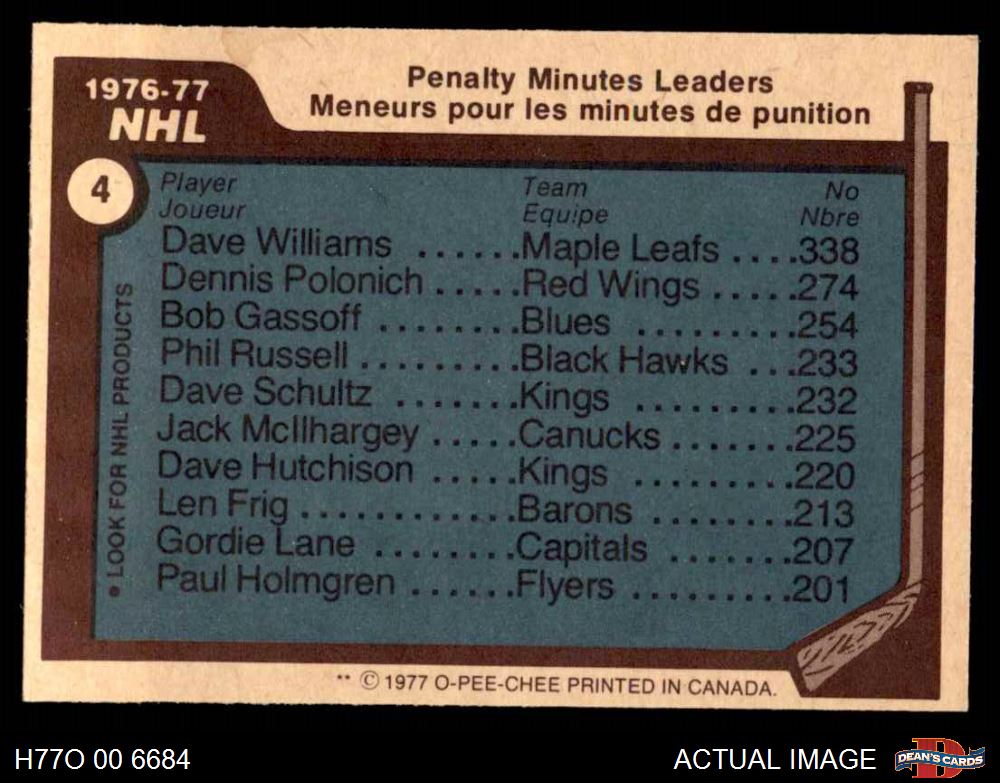 1976-77
NHL
Penalty Minutes Leaders
Meneurs pour les minutes de punition
4
Player Team No
Joueur Equipe Nbre
Dave Williams ......Maple Leafs ....338
Dennis Polonich .....Red Wings .....274
Bob Gassoff ........Blues .........254
Phil Russell .........Black Hawks ...233
Dave Schultz .......Kings .........232
Jack McIlhargey .....Canucks .......225
Dave Hutchison .....Kings .........220
Len Frig ............Barons ........213
Gordie Lane ........Capitals .......207
Paul Holmgren ......Flyers .........201
• LOOK FOR NHL PRODUCTS
** © 1977 O-PEE-CHEE PRINTED IN CANADA.
H77O 00 6684
ACTUAL IMAGE
D
DEAN'S CARDS